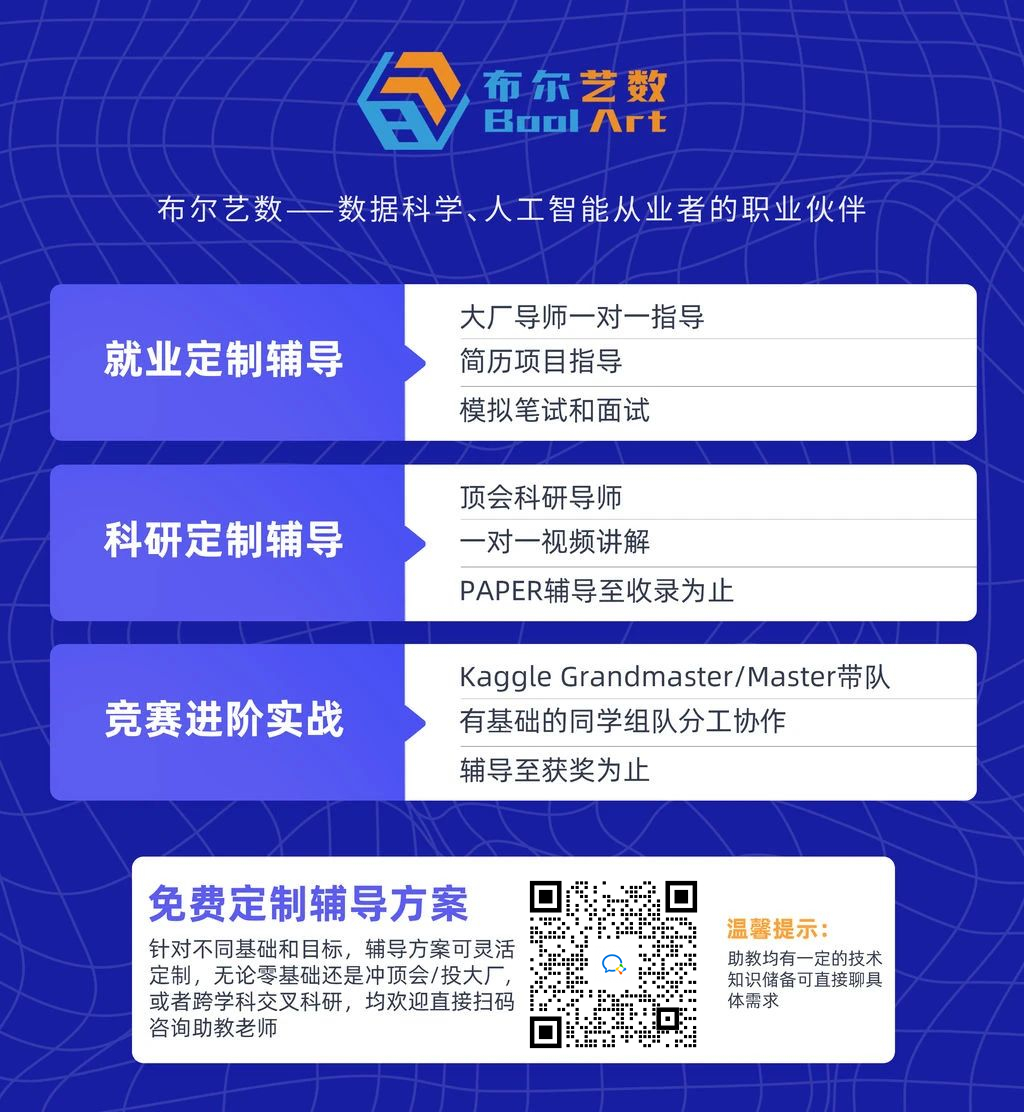 布尔艺数
Bool Art
布尔艺数——数据科学、人工智能从业者的职业伙伴
就业定制辅导
大厂导师一对一指导
简历项目指导
模拟笔试和面试
科研定制辅导
顶会科研导师
一对一视频讲解
PAPER辅导至收录为止
竞赛进阶实战
Kaggle Grandmaster/Master带队
有基础的同学组队分工协作
辅导至获奖为止
免费定制辅导方案
针对不同基础和目标，辅导方案可灵活
定制，无论零基础还是冲顶会/投大厂，
或者跨学科交叉科研，均欢迎直接扫码
咨询助教老师
温馨提示：
助教均有一定的技术
知识储备可直接聊具
体需求